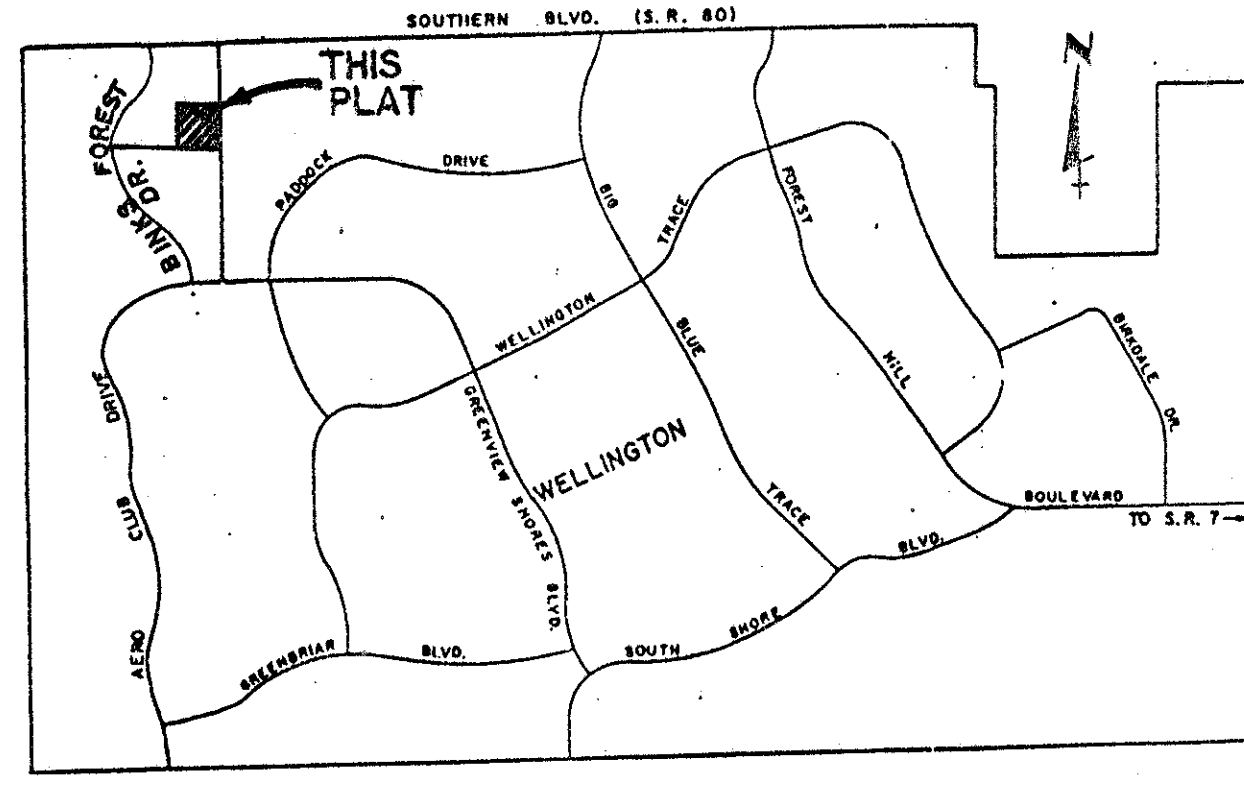 SOUTHERN BLVD. (S. R. 80)
THIS
PLAT
N
FOREST
BINKS DR.
PADDOCK DRIVE
BIG
BLUE
TRACE
WELLINGTON TRACE
FOREST
HILL
BOULEVARD
BIRKDALE DR.
TO S.R. 7
AERO CLUB DRIVE
GREENVIEW SHORES BLVD.
WELLINGTON
GREENBRIAR BLVD.
SOUTH SHORE BLVD.